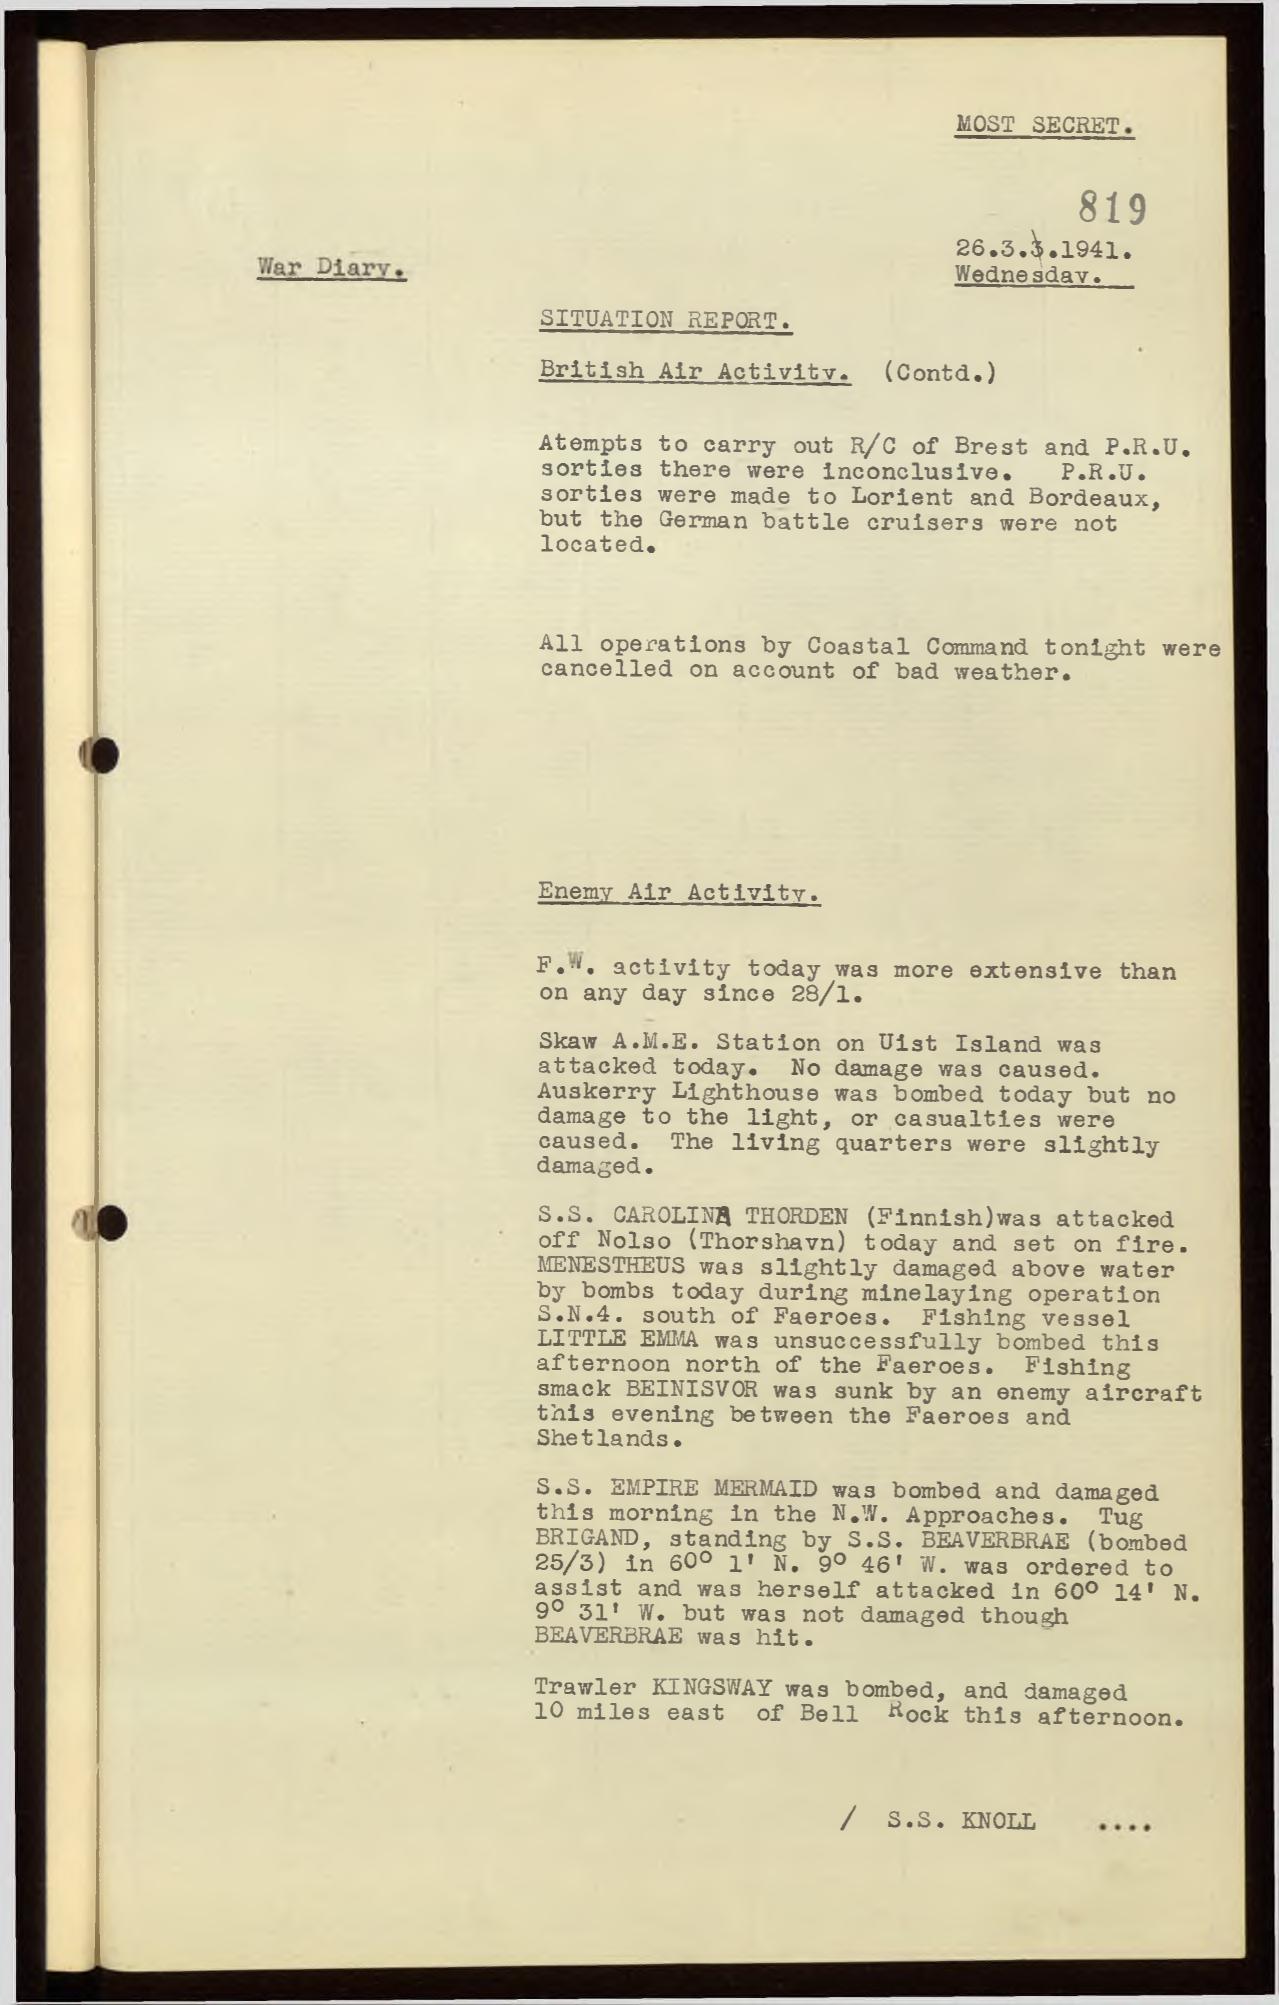 MOST SECRET.
819
26.3.3.1941.
War Diary.
Wednesday.
SITUATION REPORT.
British Air Activity. (Contd.)
Atempts to carry out R/C of Brest and P.R.U.
sorties there were inconclusive. P.R.U.
sorties were made to Lorient and Bordeaux,
but the German battle cruisers were not
located.
All operations by Coastal Command tonight were
cancelled on account of bad weather.
Enemy Air Activity.
F.W. activity today was more extensive than
on any day since 28/1.
Skaw A.M.E. Station on Uist Island was
attacked today. No damage was caused.
Auskerry Lighthouse was bombed today but no
damage to the light, or casualties were
caused. The living quarters were slightly
damaged.
S.S. CAROLINA THORDEN (Finnish)was attacked
off Nolso (Thorshavn) today and set on fire.
MENESTHEUS was slightly damaged above water
by bombs today during minelaying operation
S.N.4. south of Faeroes. Fishing vessel
LITTLE EMMA was unsuccessfully bombed this
afternoon north of the Faeroes. Fishing
smack BEINISVOR was sunk by an enemy aircraft
this evening between the Faeroes and
Shetlands.
S.S. EMPIRE MERMAID was bombed and damaged
this morning in the N.W. Approaches. Tug
BRIGAND, standing by S.S. BEAVERBRAE (bombed
25/3) in 60º 1' N. 9º 46' W. was ordered to
assist and was herself attacked in 60º 14' N.
9º 31' W. but was not damaged though
BEAVERBRAE was hit.
Trawler KINGSWAY was bombed, and damaged
10 miles east of Bell Rock this afternoon.
/ S.S. KNOLL ....